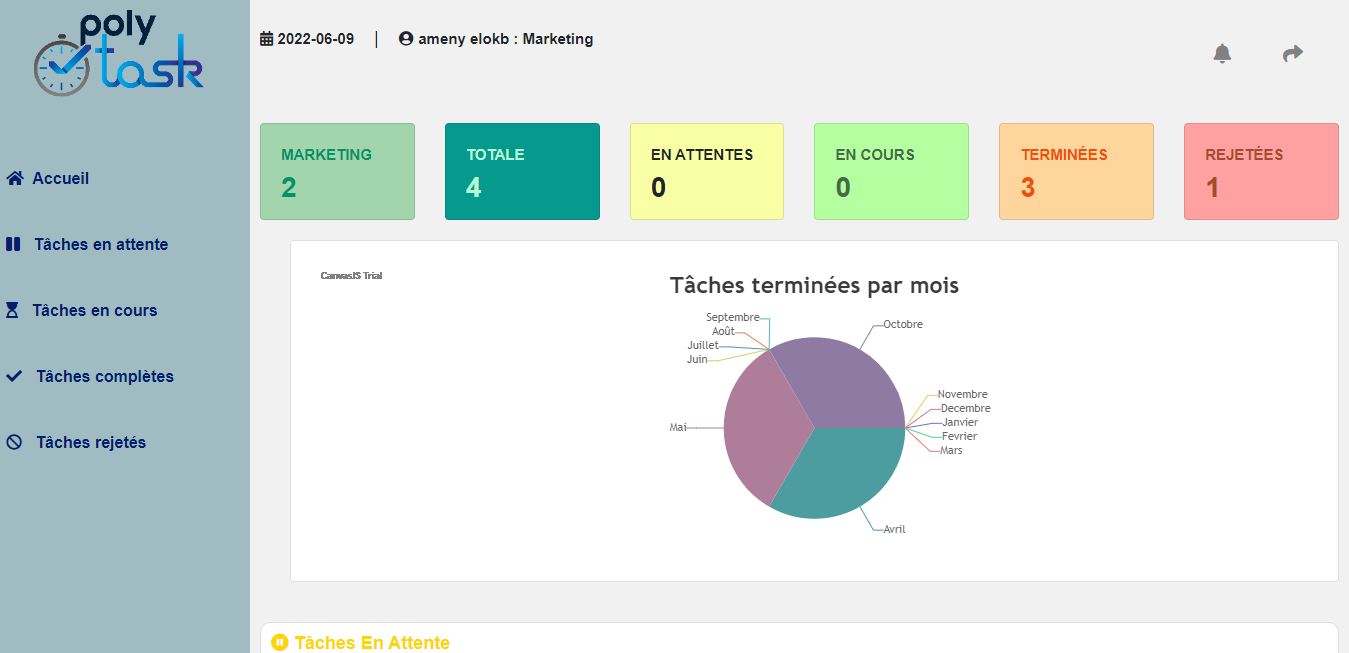 poly
task
Accueil
Tâches en attente
Tâches en cours
Tâches complètes
Tâches rejetés
2022-06-09 | ameny elokb : Marketing
MARKETING
2
TOTALE
4
EN ATTENTES
0
EN COURS
0
TERMINÉES
3
REJETÉES
1
CanvasJS Trial
Tâches terminées par mois
Septembre
Août
Juillet
Juin
Mai
Octobre
Novembre
Decembre
Janvier
Fevrier
Mars
Avril
Tâches En Attente